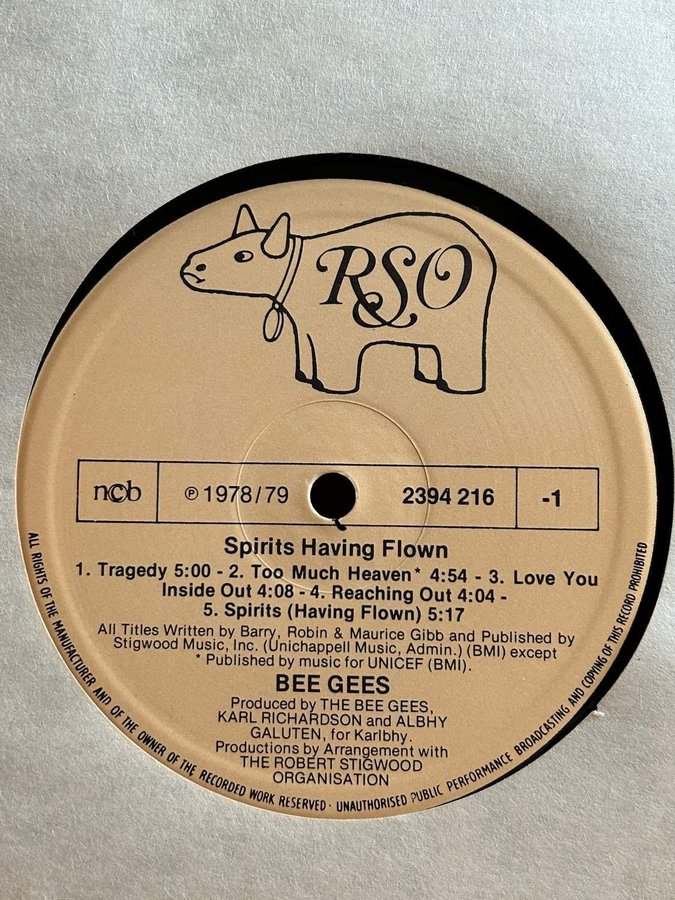 RSO
ncb ℗ 1978/79 2394 216 -1
Spirits Having Flown
1. Tragedy 5:00 - 2. Too Much Heaven* 4:54 - 3. Love You
Inside Out 4:08 - 4. Reaching Out 4:04 -
5. Spirits (Having Flown) 5:17
All Titles Written by Barry, Robin & Maurice Gibb and Published by
Stigwood Music, Inc. (Unichappell Music, Admin.) (BMI) except
* Published by music for UNICEF (BMI).
BEE GEES
Produced by THE BEE GEES,
KARL RICHARDSON and ALBHY
GALUTEN, for Karlbhy.
Productions by Arrangement with
THE ROBERT STIGWOOD
ORGANISATION
ALL RIGHTS OF THE MANUFACTURER AND OF THE OWNER OF THE RECORDED WORK RESERVED · UNAUTHORISED PUBLIC PERFORMANCE BROADCASTING AND COPYING OF THIS RECORD PROHIBITED